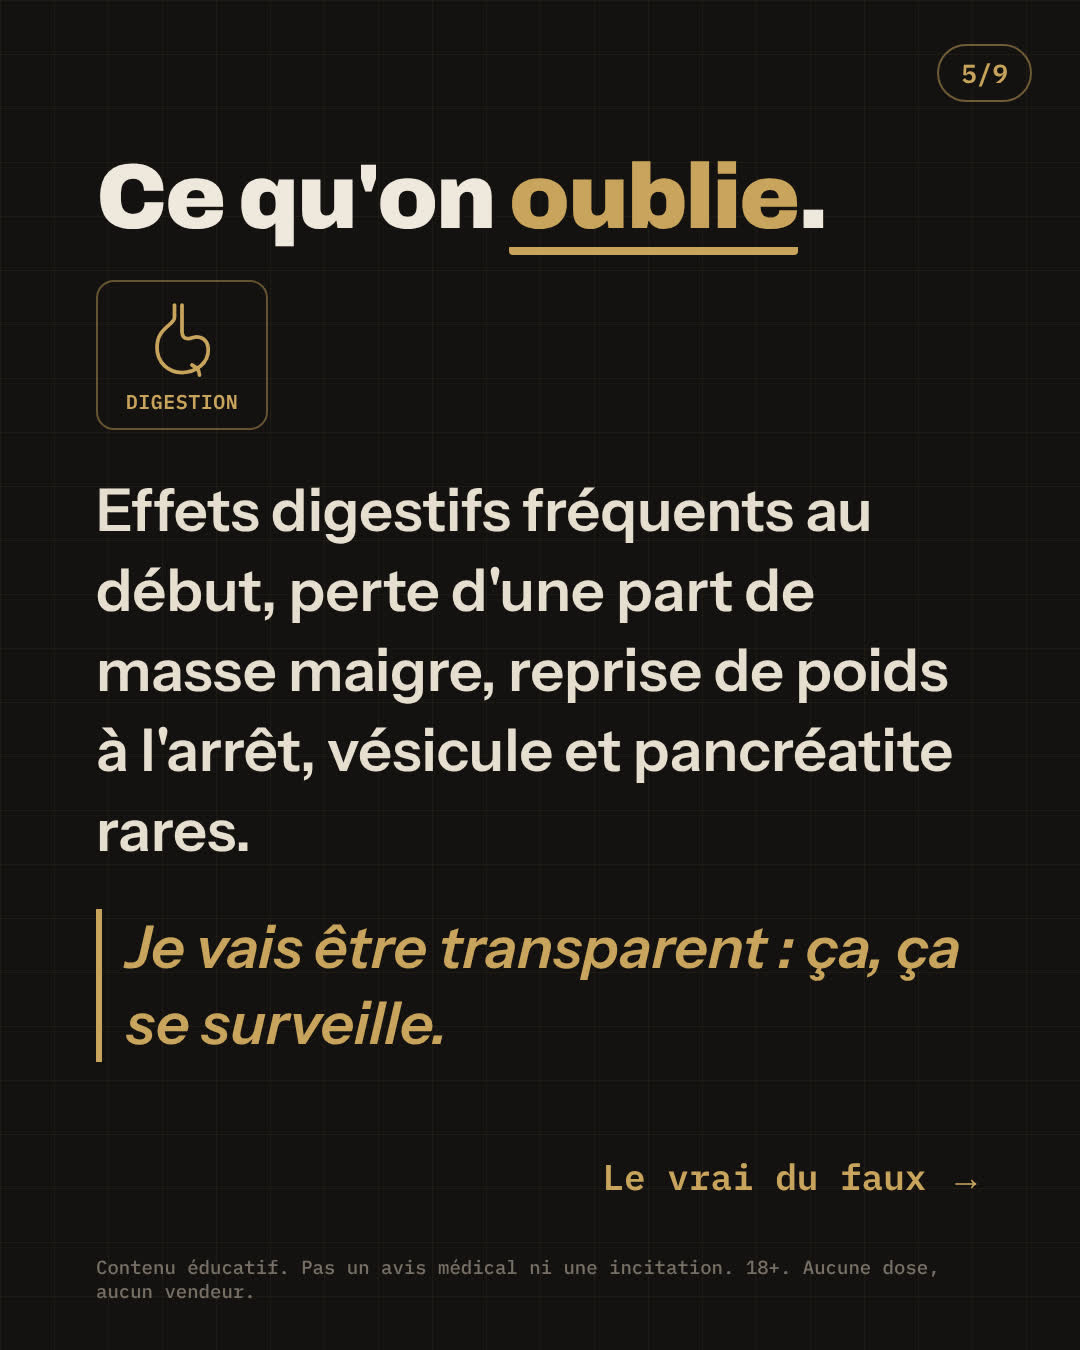 5/9
Ce qu'on oublie.
DIGESTION
Effets digestifs fréquents au
début, perte d'une part de
masse maigre, reprise de poids
à l'arrêt, vésicule et pancréatite
rares.
Je vais être transparent : ça, ça
se surveille.
Le vrai du faux →
Contenu éducatif. Pas un avis médical ni une incitation. 18+. Aucune dose,
aucun vendeur.